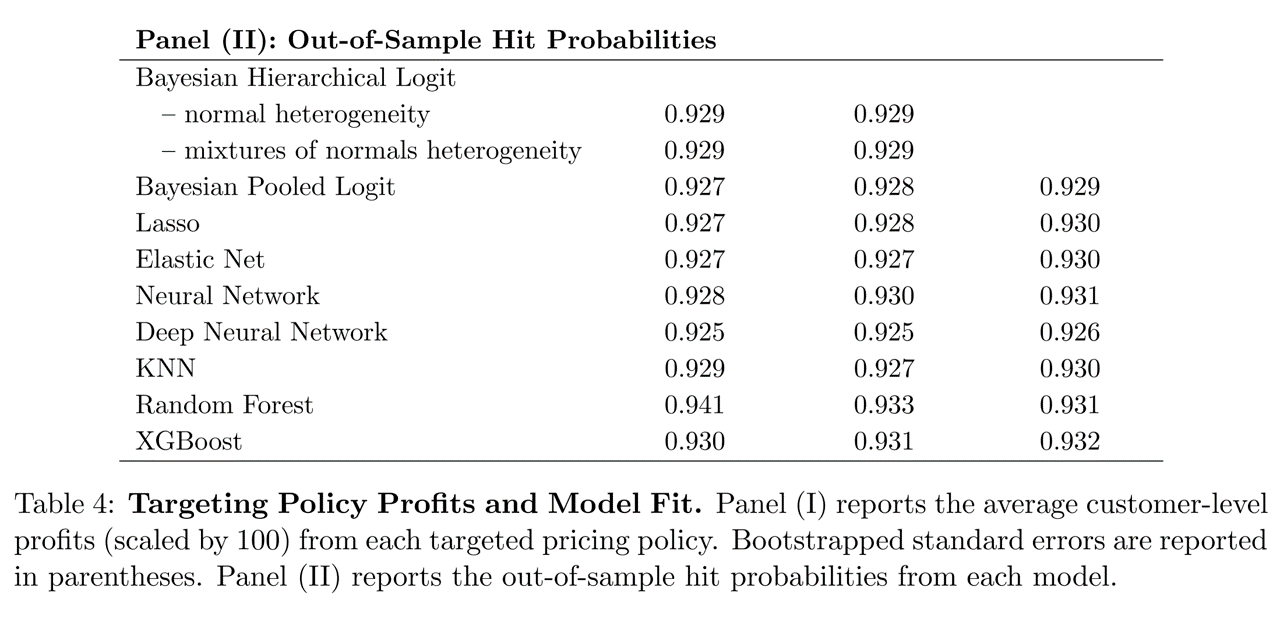 Panel (II): Out-of-Sample Hit Probabilities
Bayesian Hierarchical Logit
– normal heterogeneity 0.929 0.929
– mixtures of normals heterogeneity 0.929 0.929
Bayesian Pooled Logit 0.927 0.928 0.929
Lasso 0.927 0.928 0.930
Elastic Net 0.927 0.927 0.930
Neural Network 0.928 0.930 0.931
Deep Neural Network 0.925 0.925 0.926
KNN 0.929 0.927 0.930
Random Forest 0.941 0.933 0.931
XGBoost 0.930 0.931 0.932
Table 4: Targeting Policy Profits and Model Fit. Panel (I) reports the average customer-level
profits (scaled by 100) from each targeted pricing policy. Bootstrapped standard errors are reported
in parentheses. Panel (II) reports the out-of-sample hit probabilities from each model.